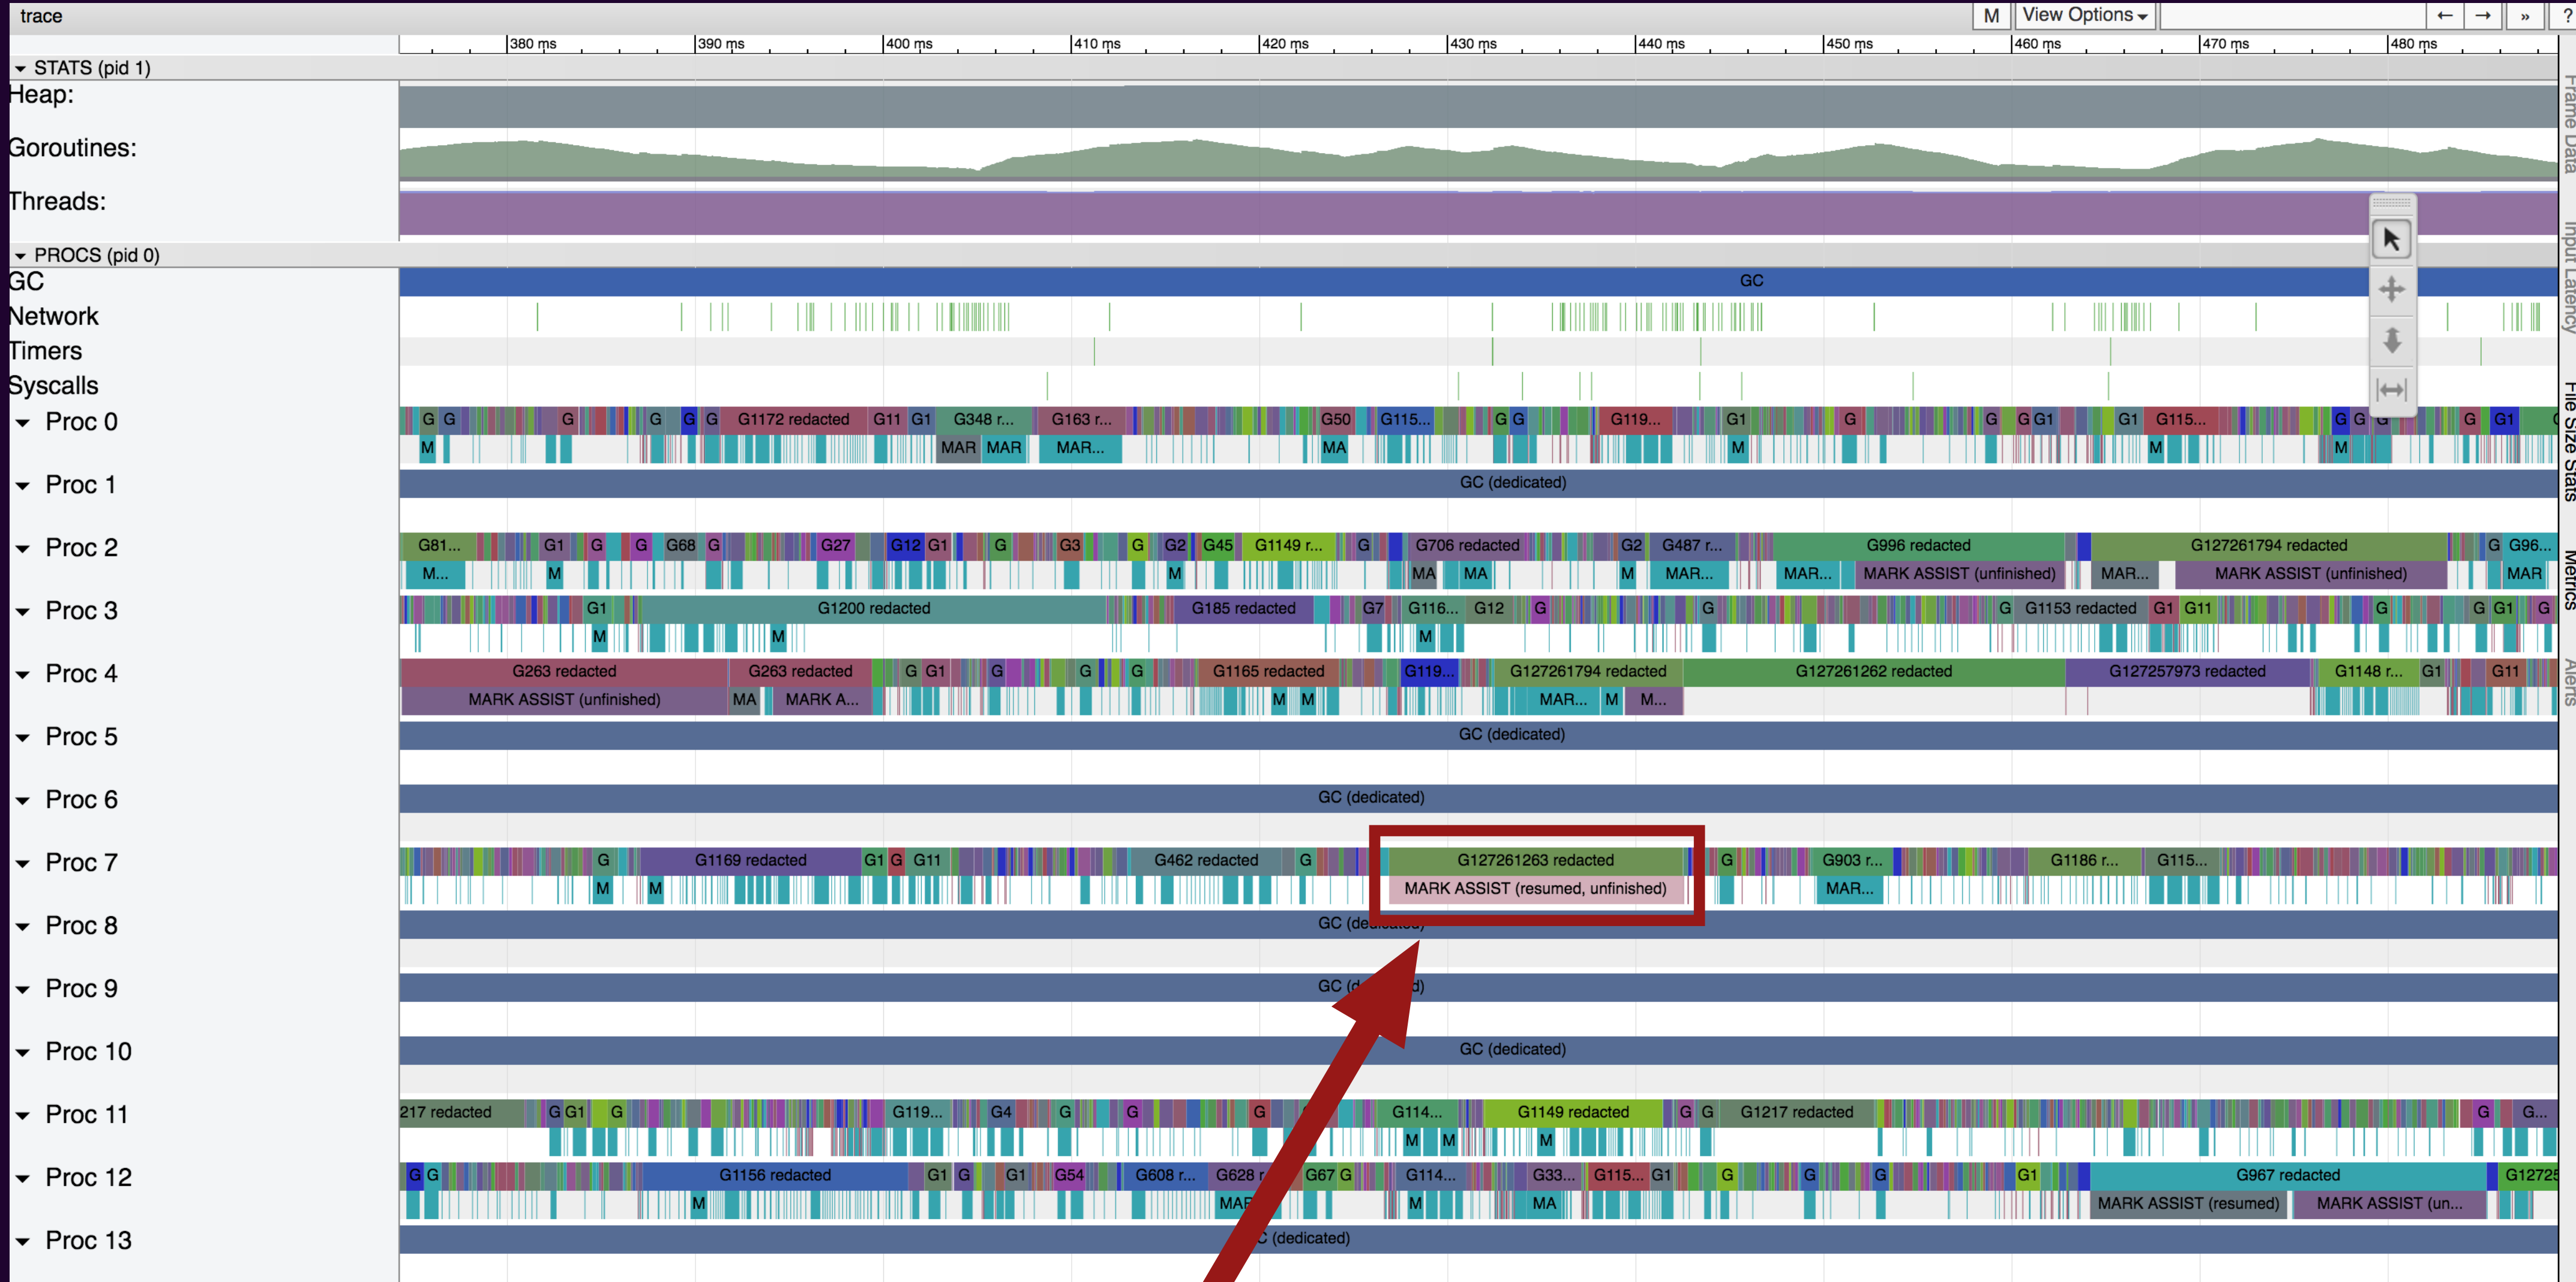 trace M View Options ← → » ?
380 ms 390 ms 400 ms 410 ms 420 ms 430 ms 440 ms 450 ms 460 ms 470 ms 480 ms
STATS (pid 1)
Heap:
Goroutines:
Threads:
PROCS (pid 0)
GC GC
Network
Timers
Syscalls
Proc 0 G G G G G G G1172 redacted G11 G1 G348 r... G163 r... G50 G115... G G G119... G1 G G G G1 G1 G115... G G G G G1
M MAR MAR MAR... MA M M M
Proc 1 GC (dedicated)
Proc 2 G81... G1 G G G68 G G27 G12 G1 G G3 G G2 G45 G1149 r... G G706 redacted G2 G487 r... G996 redacted G127261794 redacted G G96...
M... M M MA MA M MAR... MAR... MARK ASSIST (unfinished) MAR... MARK ASSIST (unfinished) MAR
Proc 3 G1 G1200 redacted G185 redacted G7 G116... G12 G G G G1153 redacted G1 G11 G G G1 G
M M M
Proc 4 G263 redacted G263 redacted G G1 G G G G1165 redacted G119... G127261794 redacted G127261262 redacted G127257973 redacted G1148 r... G1 G11
MARK ASSIST (unfinished) MA MARK A... M M MAR... M M...
Proc 5 GC (dedicated)
Proc 6 GC (dedicated)
Proc 7 G G1169 redacted G1 G G11 G462 redacted G G127261263 redacted G G903 r... G1186 r... G115...
M M MARK ASSIST (resumed, unfinished) MAR...
Proc 8
Proc 9
Proc 10 GC (dedicated)
Proc 11 217 redacted G G1 G G119... G4 G G G G114... G1149 redacted G G G1217 redacted G G...
M M M
Proc 12 G G G1156 redacted G1 G G1 G54 G608 r... G628 G67 G G114... G33... G115... G1 G G G G1 G967 redacted G12725
M M MA MARK ASSIST (resumed) MARK ASSIST (un...
Proc 13 (dedicated)
Frame Data
Input Latency
File Size Stats
Metrics
Alerts